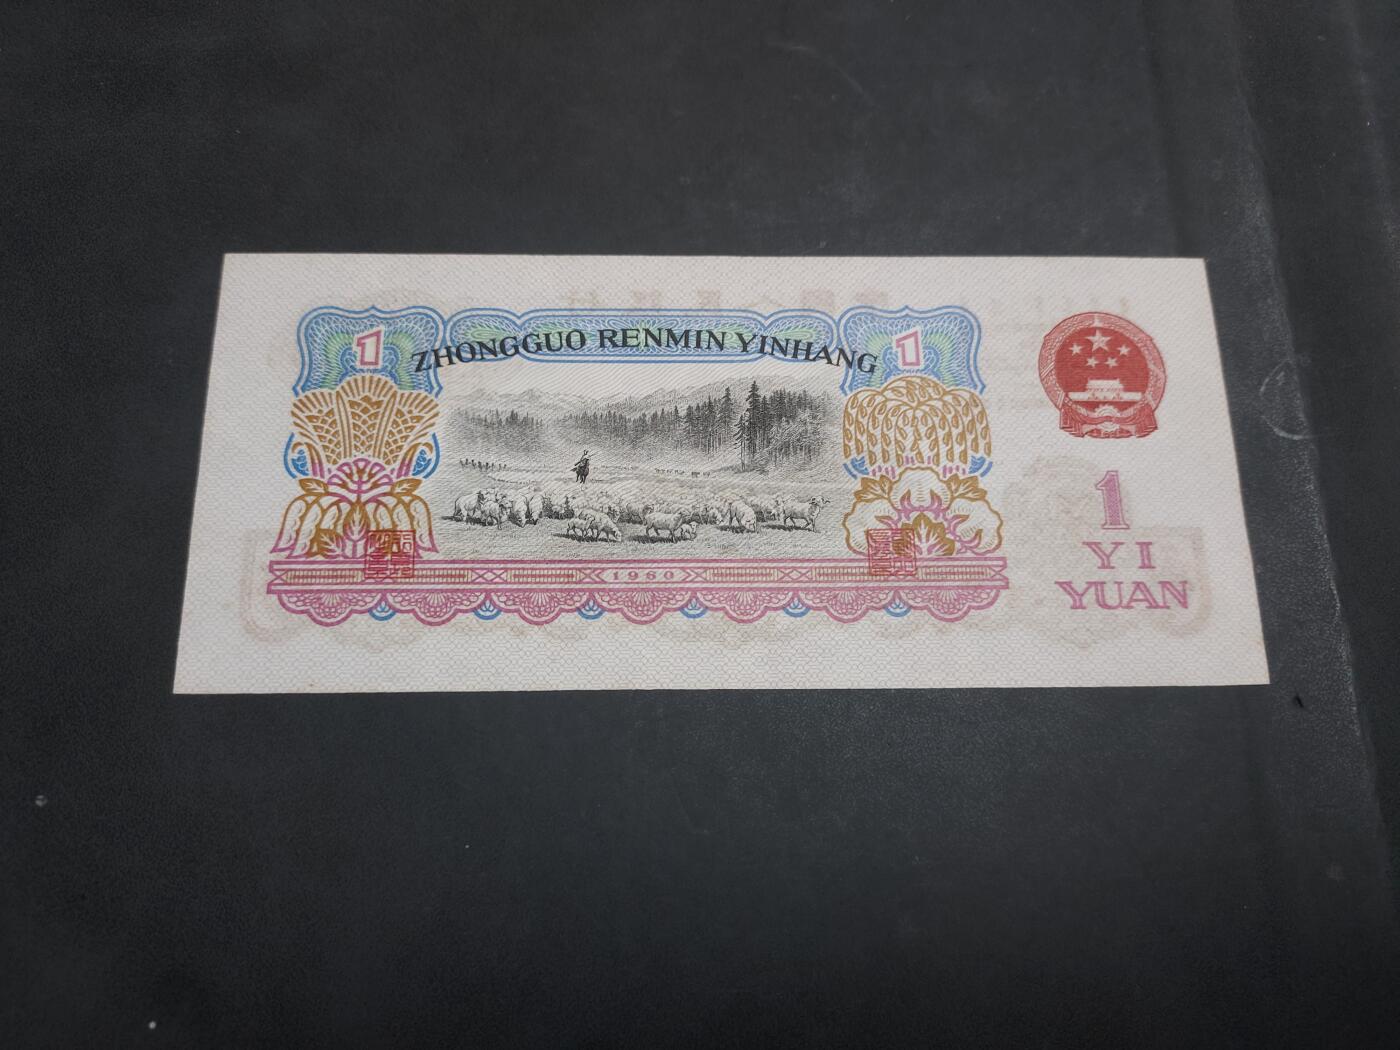 ZHONGGUO RENMIN YINHANG
1
1
1960
1
YI
YUAN